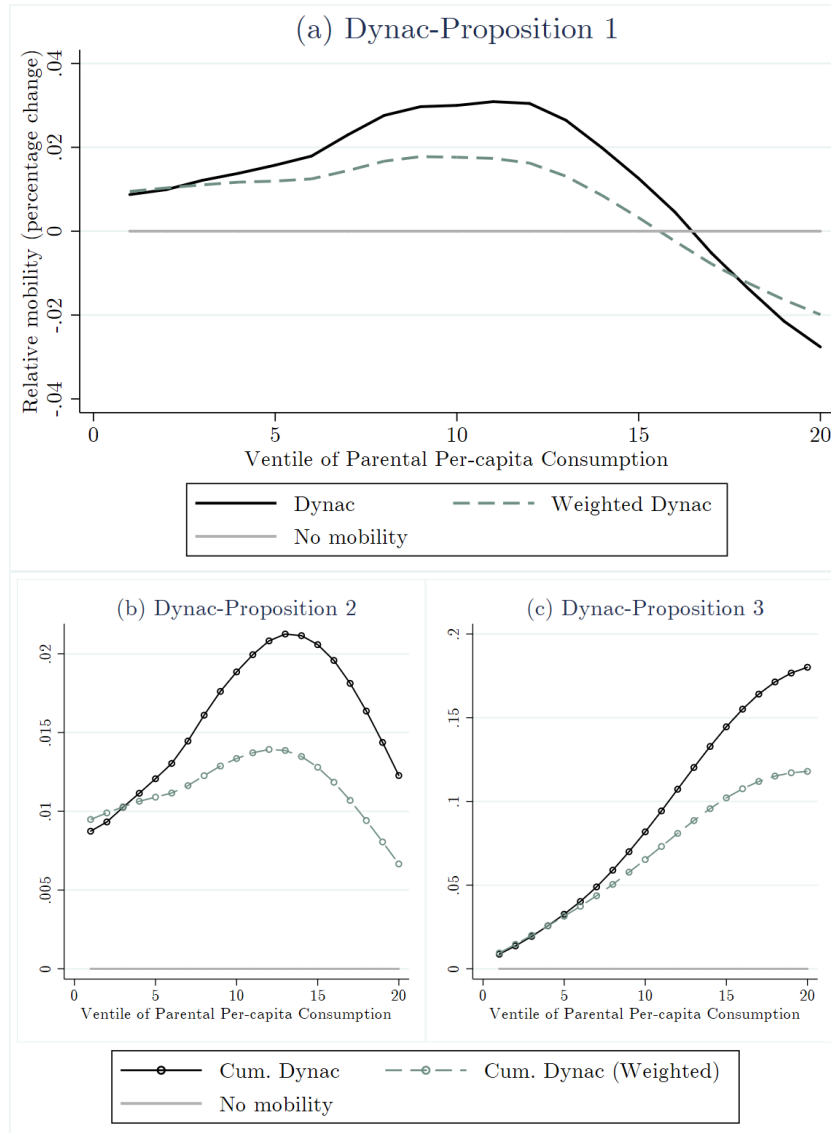 (a) Dynac-Proposition 1
Relative mobility (percentage change)
.04
.02
0
-.02
-.04
0 5 10 15 20
Ventile of Parental Per-capita Consumption
Dynac Weighted Dynac
No mobility
(b) Dynac-Proposition 2
.02
.015
.01
.005
0
0 5 10 15 20
Ventile of Parental Per-capita Consumption
(c) Dynac-Proposition 3
.2
.15
.1
.05
0
0 5 10 15 20
Ventile of Parental Per-capita Consumption
Cum. Dynac Cum. Dynac (Weighted)
No mobility